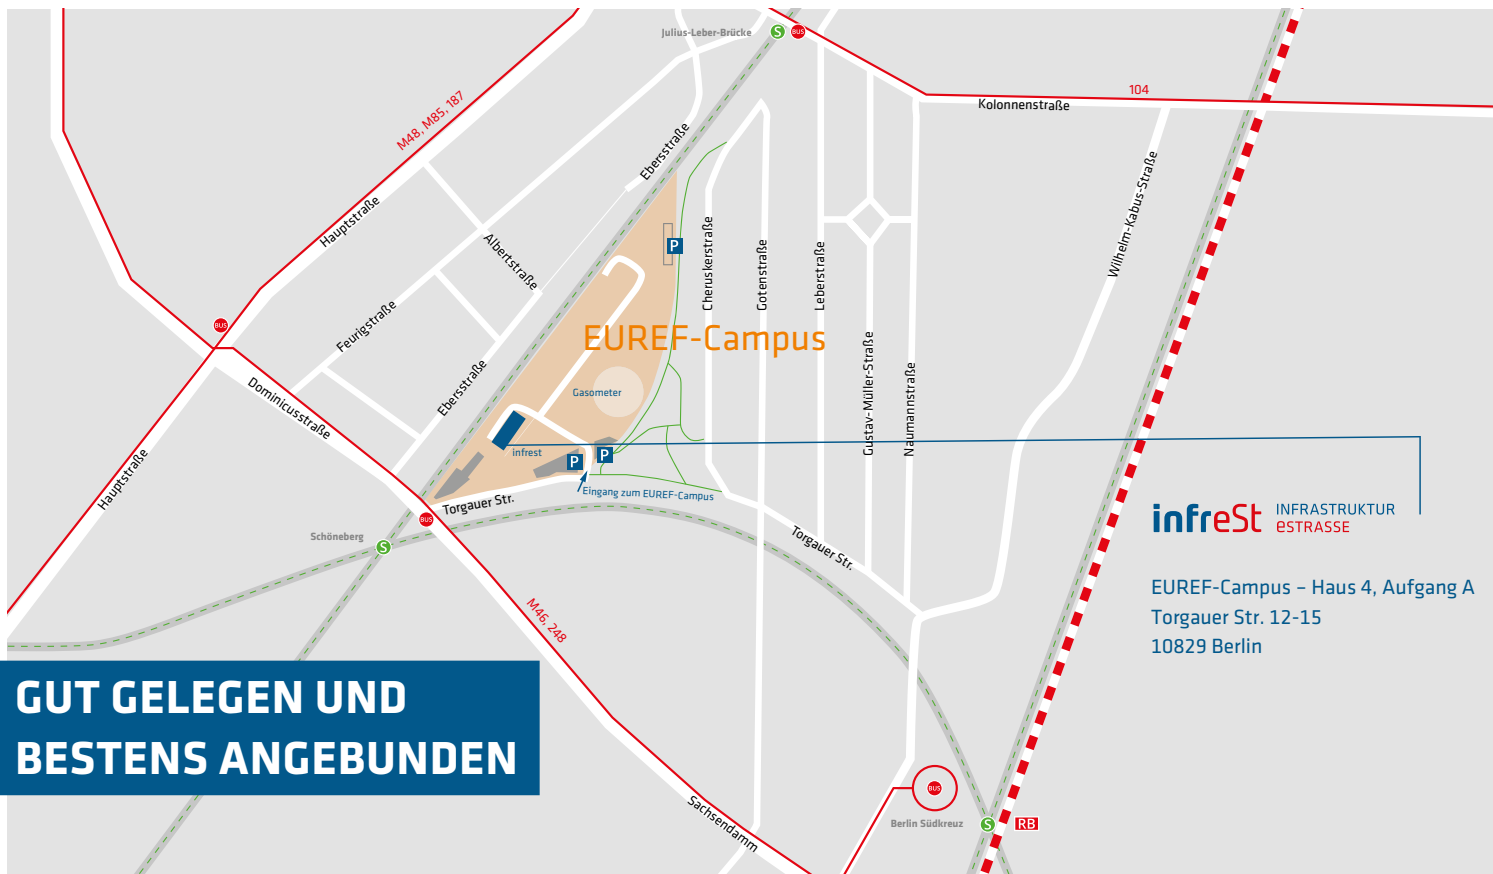 Julius-Leber-Brücke
S
BUS
104
Kolonnenstraße
M48, M85, 187
Ebersstraße
Hauptstraße
Albertstraße
P
Cheruskerstraße
Gotenstraße
Leberstraße
Wilhelm-Kabus-Straße
BUS
Feurigstraße
EUREF-Campus
Gustav-Müller-Straße
Naumannstraße
Dominicusstraße
Ebersstraße
Gasometer
infrest
P
P
Hauptstraße
Eingang zum EUREF-Campus
Torgauer Str.
BUS
Schöneberg
S
Torgauer Str.
infreSt
INFRASTRUKTUR
eSTRASSE
EUREF-Campus – Haus 4, Aufgang A
Torgauer Str. 12-15
10829 Berlin
M46, 248
GUT GELEGEN UND
BESTENS ANGEBUNDEN
Sachsendamm
BUS
Berlin Südkreuz
S
RB